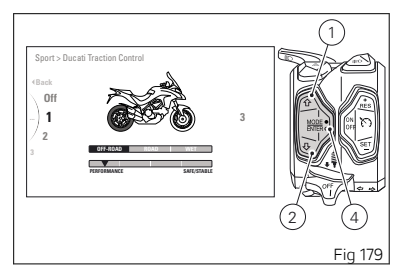 1
Sport > Ducati Traction Control
Back
Off
1
2
3
3
OFF-ROAD ROAD WET
PERFORMANCE SAFE/STABLE
MODE
ENTER
RES
ON
OFF
SET
OFF
2
4
Fig 179